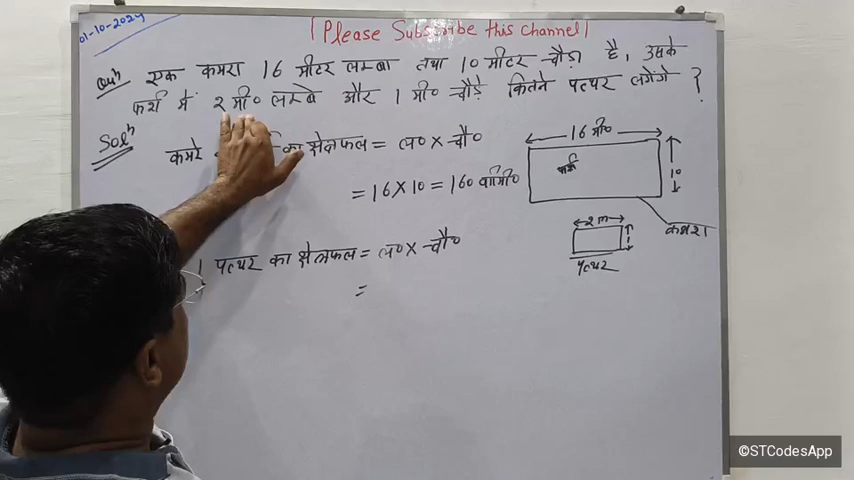 01-10-2024
(Please Subscribe this channel)
Quⁿ एक कमरा 16 मीटर लम्बा तथा 10 मीटर चौड़ा है, उसके
फर्श में 2 मी० लम्बे और 1 मी० चौड़े कितने पत्थर लगेंगे ?
Solⁿ
कमरे का क्षेत्रफल = ल० × चौ०
= 16 × 10 = 160 वर्ग मी०
1 पत्थर का क्षेत्रफल = ल० × चौ०
=
16 मी०
फर्श
10
कमरा
2 m
1
पत्थर
©STCodesApp